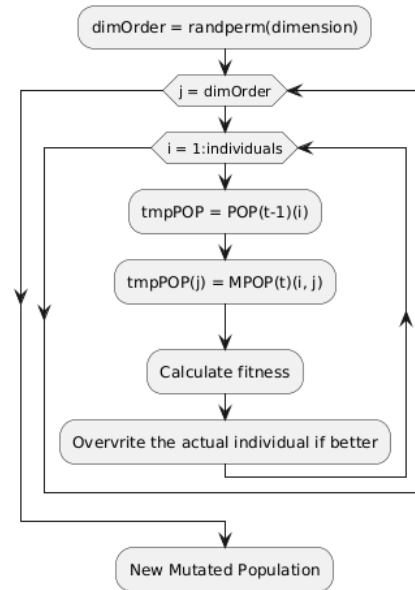 dimOrder = randperm(dimension)
j = dimOrder
i = 1:individuals
tmpPOP = POP(t-1)(i)
tmpPOP(j) = MPOP(t)(i, j)
Calculate fitness
Overvrite the actual individual if better
New Mutated Population